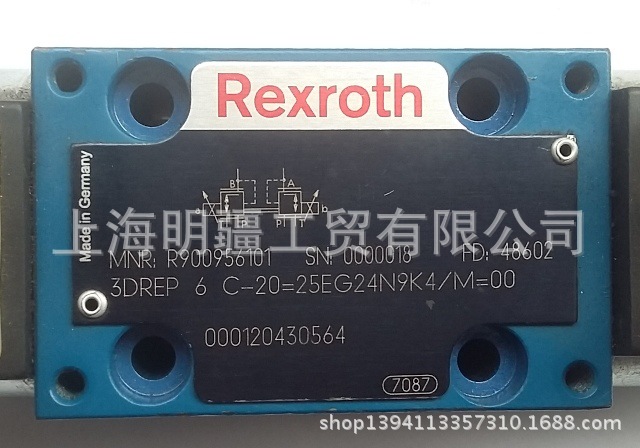 Rexroth
Made in Germany
B A
a b
P T
上海明疆工贸有限公司
MNR: R900956101 SN: 0000018 FD: 48602
3DREP 6 C-20=25EG24N9K4/M=00
000120430564
7087
shop1394113357310.1688.com